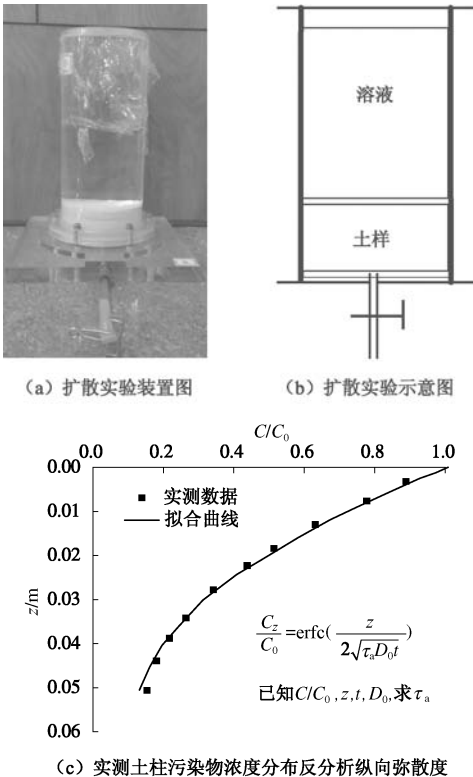 溶液
土样
（a）扩散实验装置图
（b）扩散实验示意图
C/C₀
0.0 0.2 0.4 0.6 0.8 1.0
0.00
0.01
0.02
0.03
0.04
0.05
0.06
z/m
实测数据
拟合曲线
C_z/C₀=erfc(z/2√τₐD₀t)
已知C/C₀,z,t,D₀,求τₐ
（c）实测土柱污染物浓度分布反分析纵向弥散度